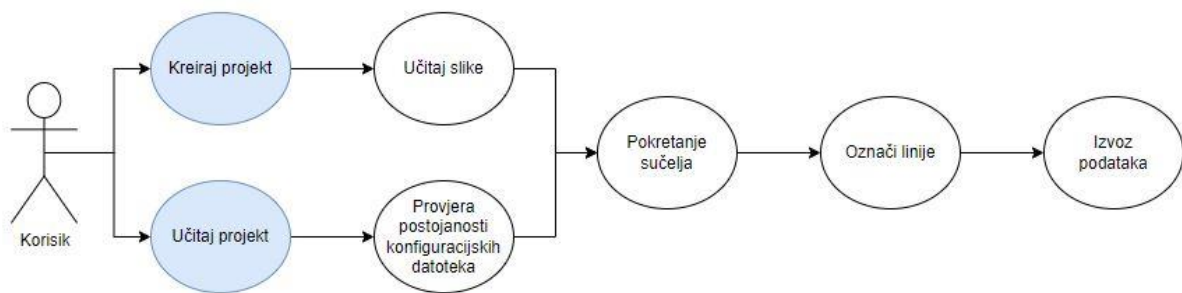 Kreiraj projekt
Učitaj slike
Pokretanje
sučelja
Označi linije
Izvoz
podataka
Korisik
Učitaj projekt
Provjera
postojanosti
konfiguracijskih
datoteka